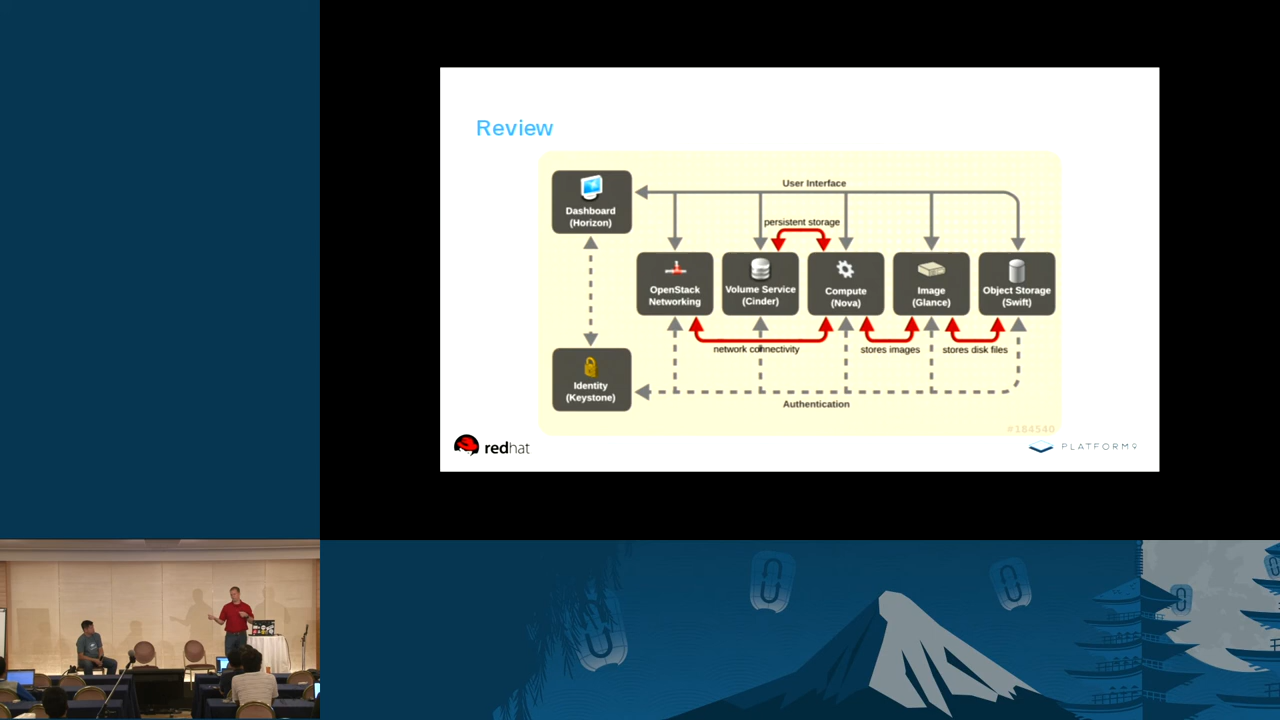 Review
User Interface
Dashboard
(Horizon)
persistent storage
OpenStack
Networking
Volume Service
(Cinder)
Compute
(Nova)
Image
(Glance)
Object Storage
(Swift)
network connectivity
stores images
stores disk files
Identity
(Keystone)
Authentication
#184540
redhat
PLATFORM9